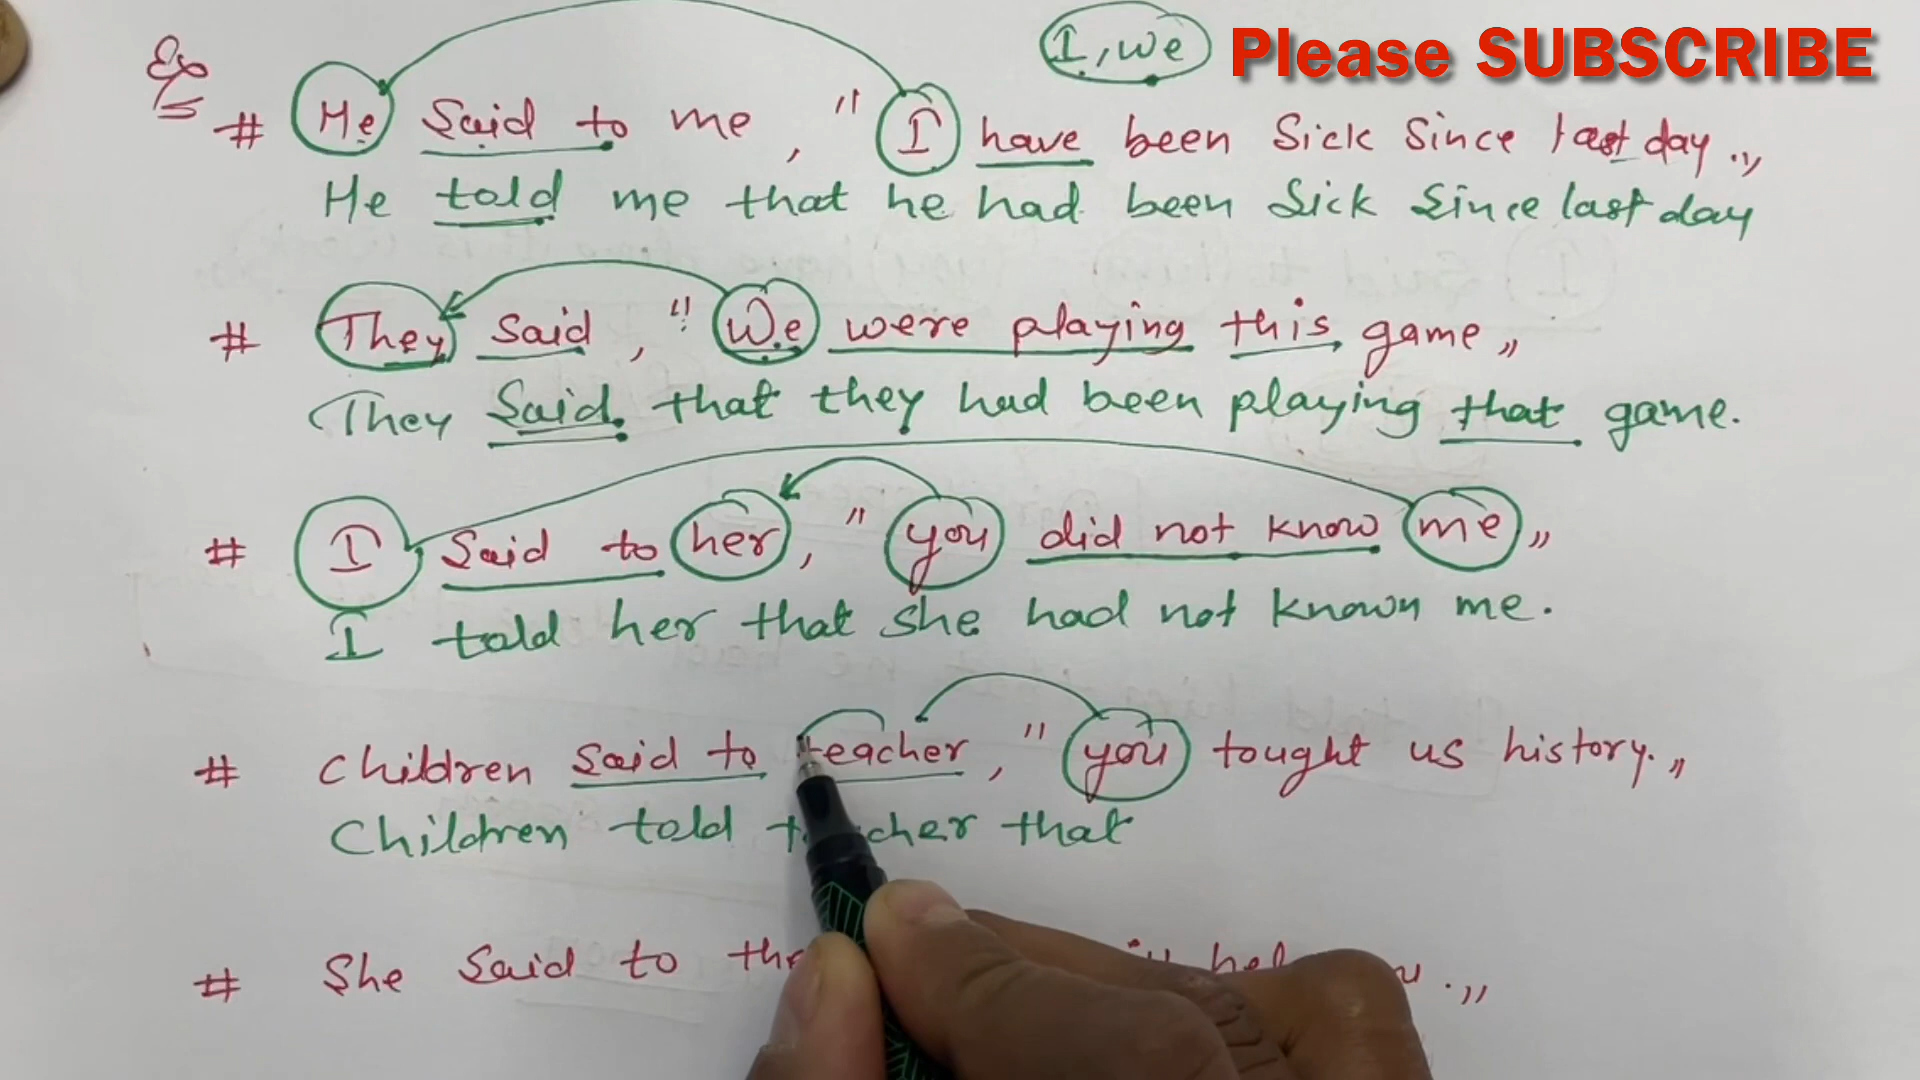 I, we Please SUBSCRIBE
Exs
# He said to me, "I have been sick since last day.,,
He told me that he had been sick since last day
# They said, "We were playing this game,,
They said that they had been playing that game.
# I said to her, "you did not know me,,
I told her that she had not known me.
# Children said to teacher, "you tought us history.,,
Children told teacher that
# She said to .,,